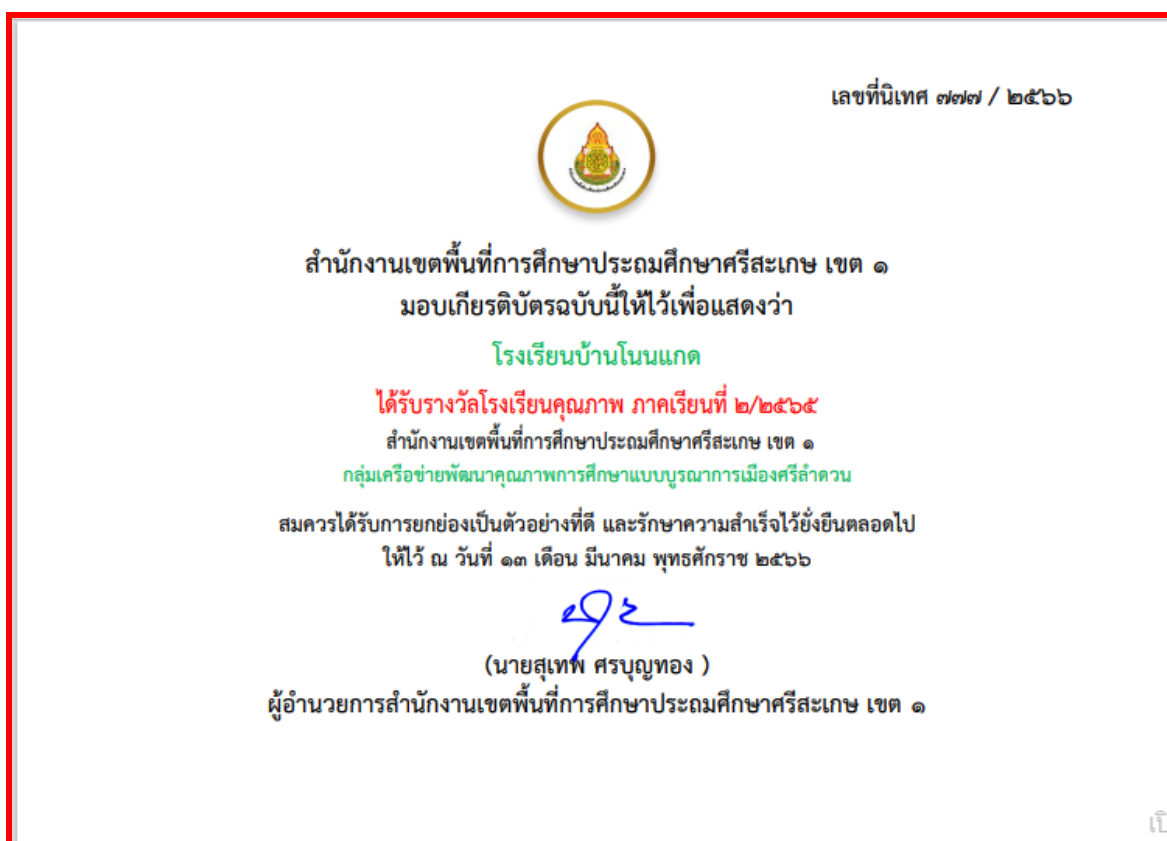 เลขที่นิเทศ ๗๗๗ / ๒๕๖๖
สำนักงานเขตพื้นที่การศึกษาประถมศึกษาศรีสะเกษ เขต ๑
มอบเกียรติบัตรฉบับนี้ให้ไว้เพื่อแสดงว่า
โรงเรียนบ้านโนนแกด
ได้รับรางวัลโรงเรียนคุณภาพ ภาคเรียนที่ ๒/๒๕๖๕
สำนักงานเขตพื้นที่การศึกษาประถมศึกษาศรีสะเกษ เขต ๑
กลุ่มเครือข่ายพัฒนาคุณภาพการศึกษาแบบบูรณาการเมืองศรีลำดวน
สมควรได้รับการยกย่องเป็นตัวอย่างที่ดี และรักษาความสำเร็จไว้ยั่งยืนตลอดไป
ให้ไว้ ณ วันที่ ๑๓ เดือน มีนาคม พุทธศักราช ๒๕๖๖
(นายสุเทพ ศรบุญทอง )
ผู้อำนวยการสำนักงานเขตพื้นที่การศึกษาประถมศึกษาศรีสะเกษ เขต ๑